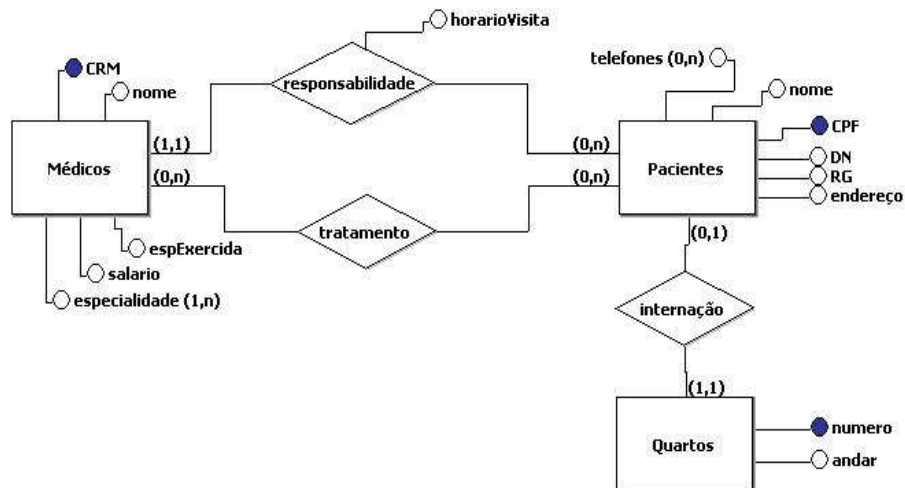 horarioVisita
CRM
nome
responsabilidade
telefones (0,n)
nome
CPF
Médicos
(1,1)
(0,n)
(0,n)
(0,n)
Pacientes
DN
RG
endereço
tratamento
(0,1)
espExercida
salario
especialidade (1,n)
internação
(1,1)
Quartos
numero
andar